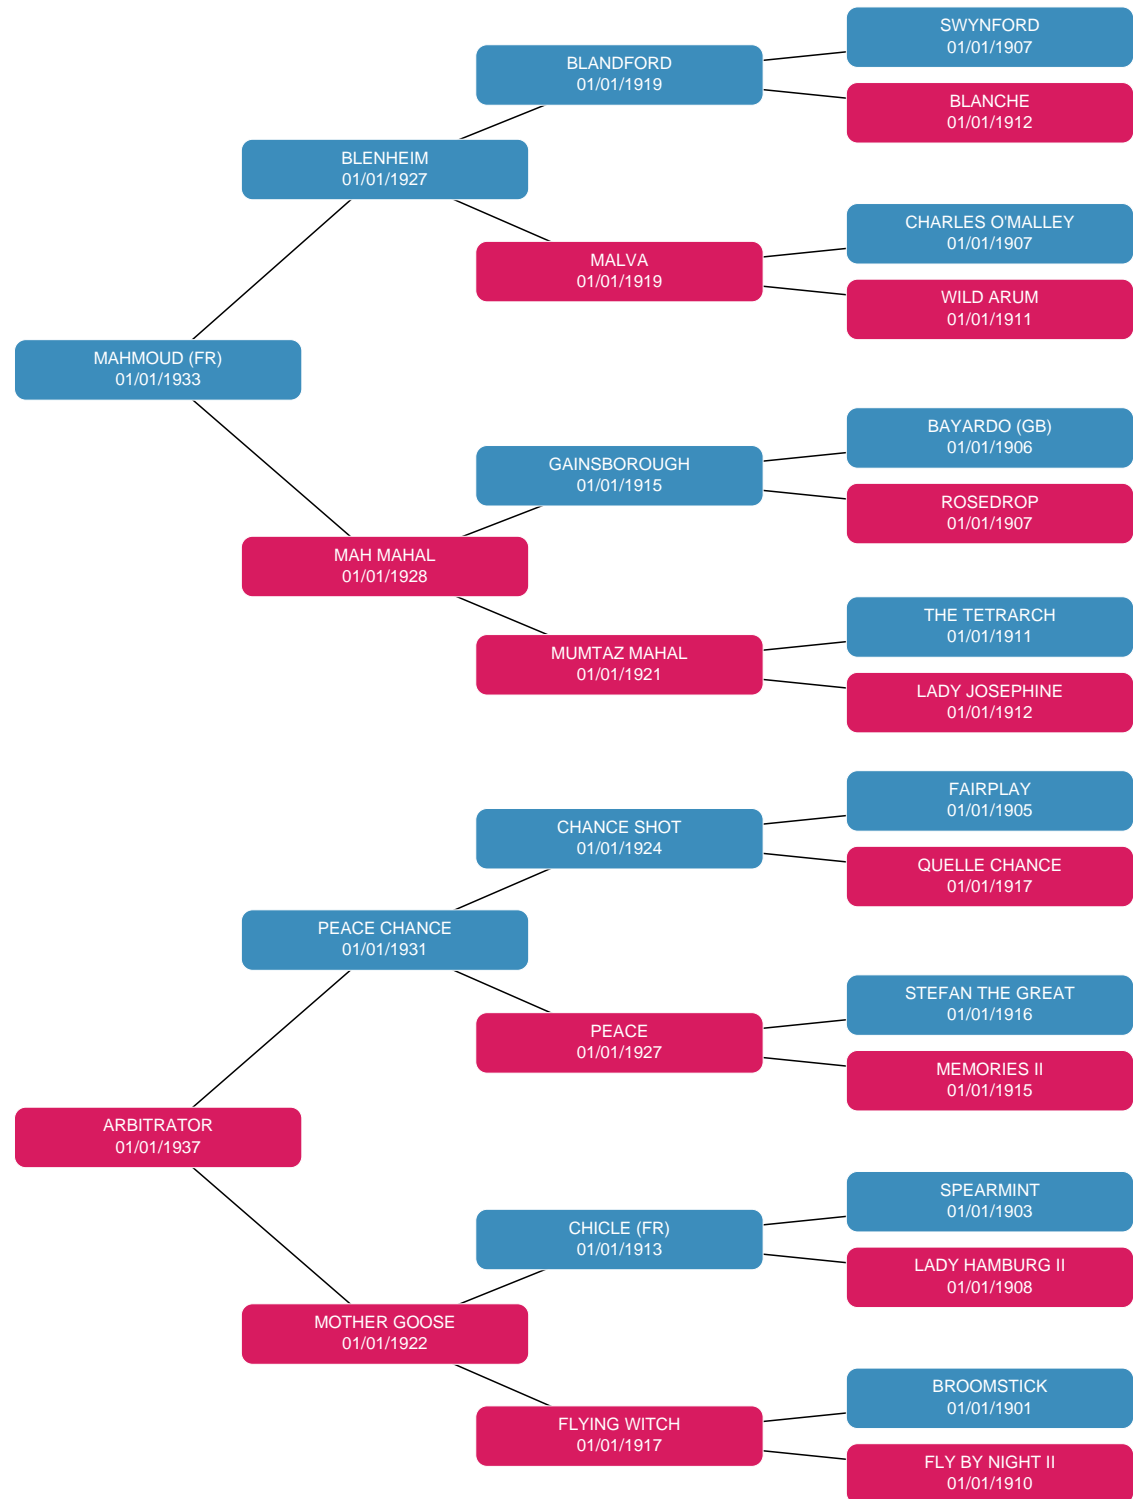 SWYNFORD
01/01/1907
BLANDFORD
01/01/1919
BLANCHE
01/01/1912
BLENHEIM
01/01/1927
CHARLES O'MALLEY
01/01/1907
MALVA
01/01/1919
WILD ARUM
01/01/1911
MAHMOUD (FR)
01/01/1933
BAYARDO (GB)
01/01/1906
GAINSBOROUGH
01/01/1915
ROSEDROP
01/01/1907
MAH MAHAL
01/01/1928
THE TETRARCH
01/01/1911
MUMTAZ MAHAL
01/01/1921
LADY JOSEPHINE
01/01/1912
FAIRPLAY
01/01/1905
CHANCE SHOT
01/01/1924
QUELLE CHANCE
01/01/1917
PEACE CHANCE
01/01/1931
STEFAN THE GREAT
01/01/1916
PEACE
01/01/1927
MEMORIES II
01/01/1915
ARBITRATOR
01/01/1937
SPEARMINT
01/01/1903
CHICLE (FR)
01/01/1913
LADY HAMBURG II
01/01/1908
MOTHER GOOSE
01/01/1922
BROOMSTICK
01/01/1901
FLYING WITCH
01/01/1917
FLY BY NIGHT II
01/01/1910